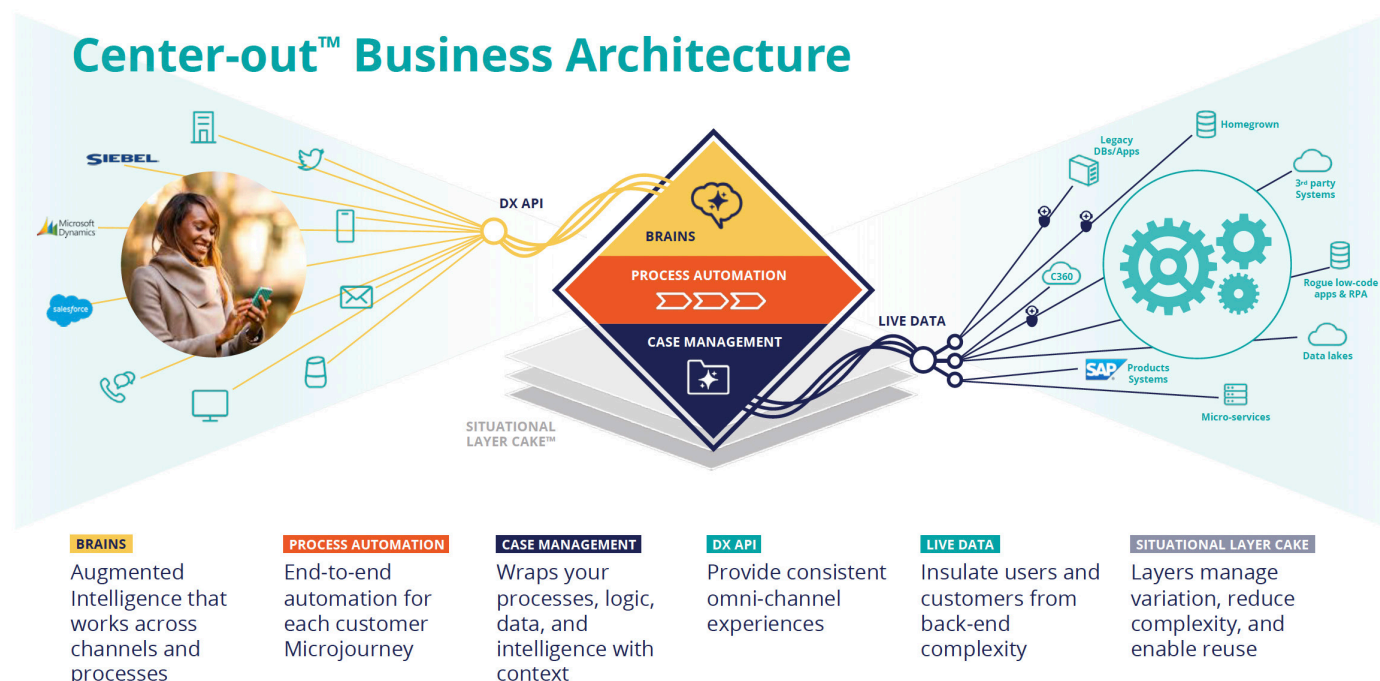 Center-out™ Business Architecture
SIEBEL
Microsoft
Dynamics
salesforce
DX API
BRAINS
PROCESS AUTOMATION
CASE MANAGEMENT
SITUATIONAL
LAYER CAKE™
LIVE DATA
Legacy
DBs/Apps
Homegrown
3rd party
Systems
C360
Rogue low-code
apps & RPA
Data lakes
SAP
Products
Systems
Micro-services
BRAINS
Augmented
Intelligence that
works across
channels and
processes
PROCESS AUTOMATION
End-to-end
automation for
each customer
Microjourney
CASE MANAGEMENT
Wraps your
processes, logic,
data, and
intelligence with
context
DX API
Provide consistent
omni-channel
experiences
LIVE DATA
Insulate users and
customers from
back-end
complexity
SITUATIONAL LAYER CAKE
Layers manage
variation, reduce
complexity, and
enable reuse